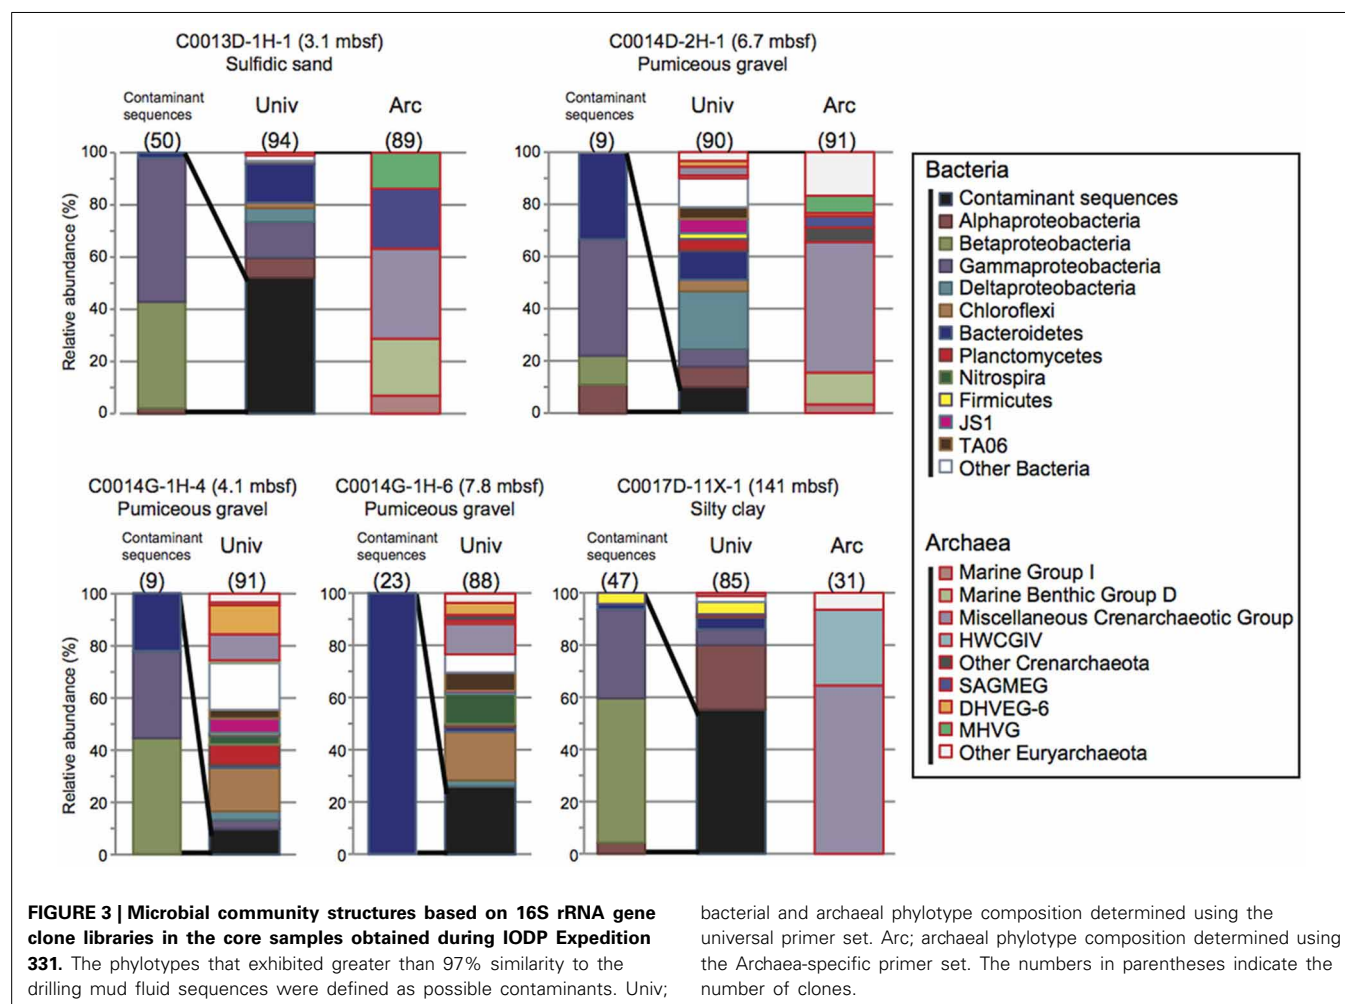 C0013D-1H-1 (3.1 mbsf)
Sulfidic sand
Contaminant
sequences
Univ
Arc
(50)
(94)
(89)
Relative abundance (%)
100
80
60
40
20
0
C0014D-2H-1 (6.7 mbsf)
Pumiceous gravel
Contaminant
sequences
Univ
Arc
(9)
(90)
(91)
100
80
60
40
20
0
C0014G-1H-4 (4.1 mbsf)
Pumiceous gravel
Contaminant
sequences
Univ
(9)
(91)
Relative abundance (%)
100
80
60
40
20
0
C0014G-1H-6 (7.8 mbsf)
Pumiceous gravel
Contaminant
sequences
Univ
(23)
(88)
100
80
60
40
20
0
C0017D-11X-1 (141 mbsf)
Silty clay
Contaminant
sequences
Univ
Arc
(47)
(85)
(31)
100
80
60
40
20
0
Bacteria
Contaminant sequences
Alphaproteobacteria
Betaproteobacteria
Gammaproteobacteria
Deltaproteobacteria
Chloroflexi
Bacteroidetes
Planctomycetes
Nitrospira
Firmicutes
JS1
TA06
Other Bacteria
Archaea
Marine Group I
Marine Benthic Group D
Miscellaneous Crenarchaeotic Group
HWCGIV
Other Crenarchaeota
SAGMEG
DHVEG-6
MHVG
Other Euryarchaeota
FIGURE 3 | Microbial community structures based on 16S rRNA gene
clone libraries in the core samples obtained during IODP Expedition
331. The phylotypes that exhibited greater than 97% similarity to the
drilling mud fluid sequences were defined as possible contaminants. Univ;
bacterial and archaeal phylotype composition determined using the
universal primer set. Arc; archaeal phylotype composition determined using
the Archaea-specific primer set. The numbers in parentheses indicate the
number of clones.